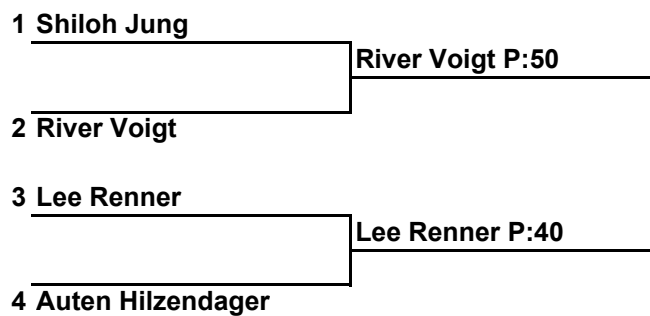 1 Shiloh Jung
River Voigt P:50
2 River Voigt
3 Lee Renner
Lee Renner P:40
4 Auten Hilzendager